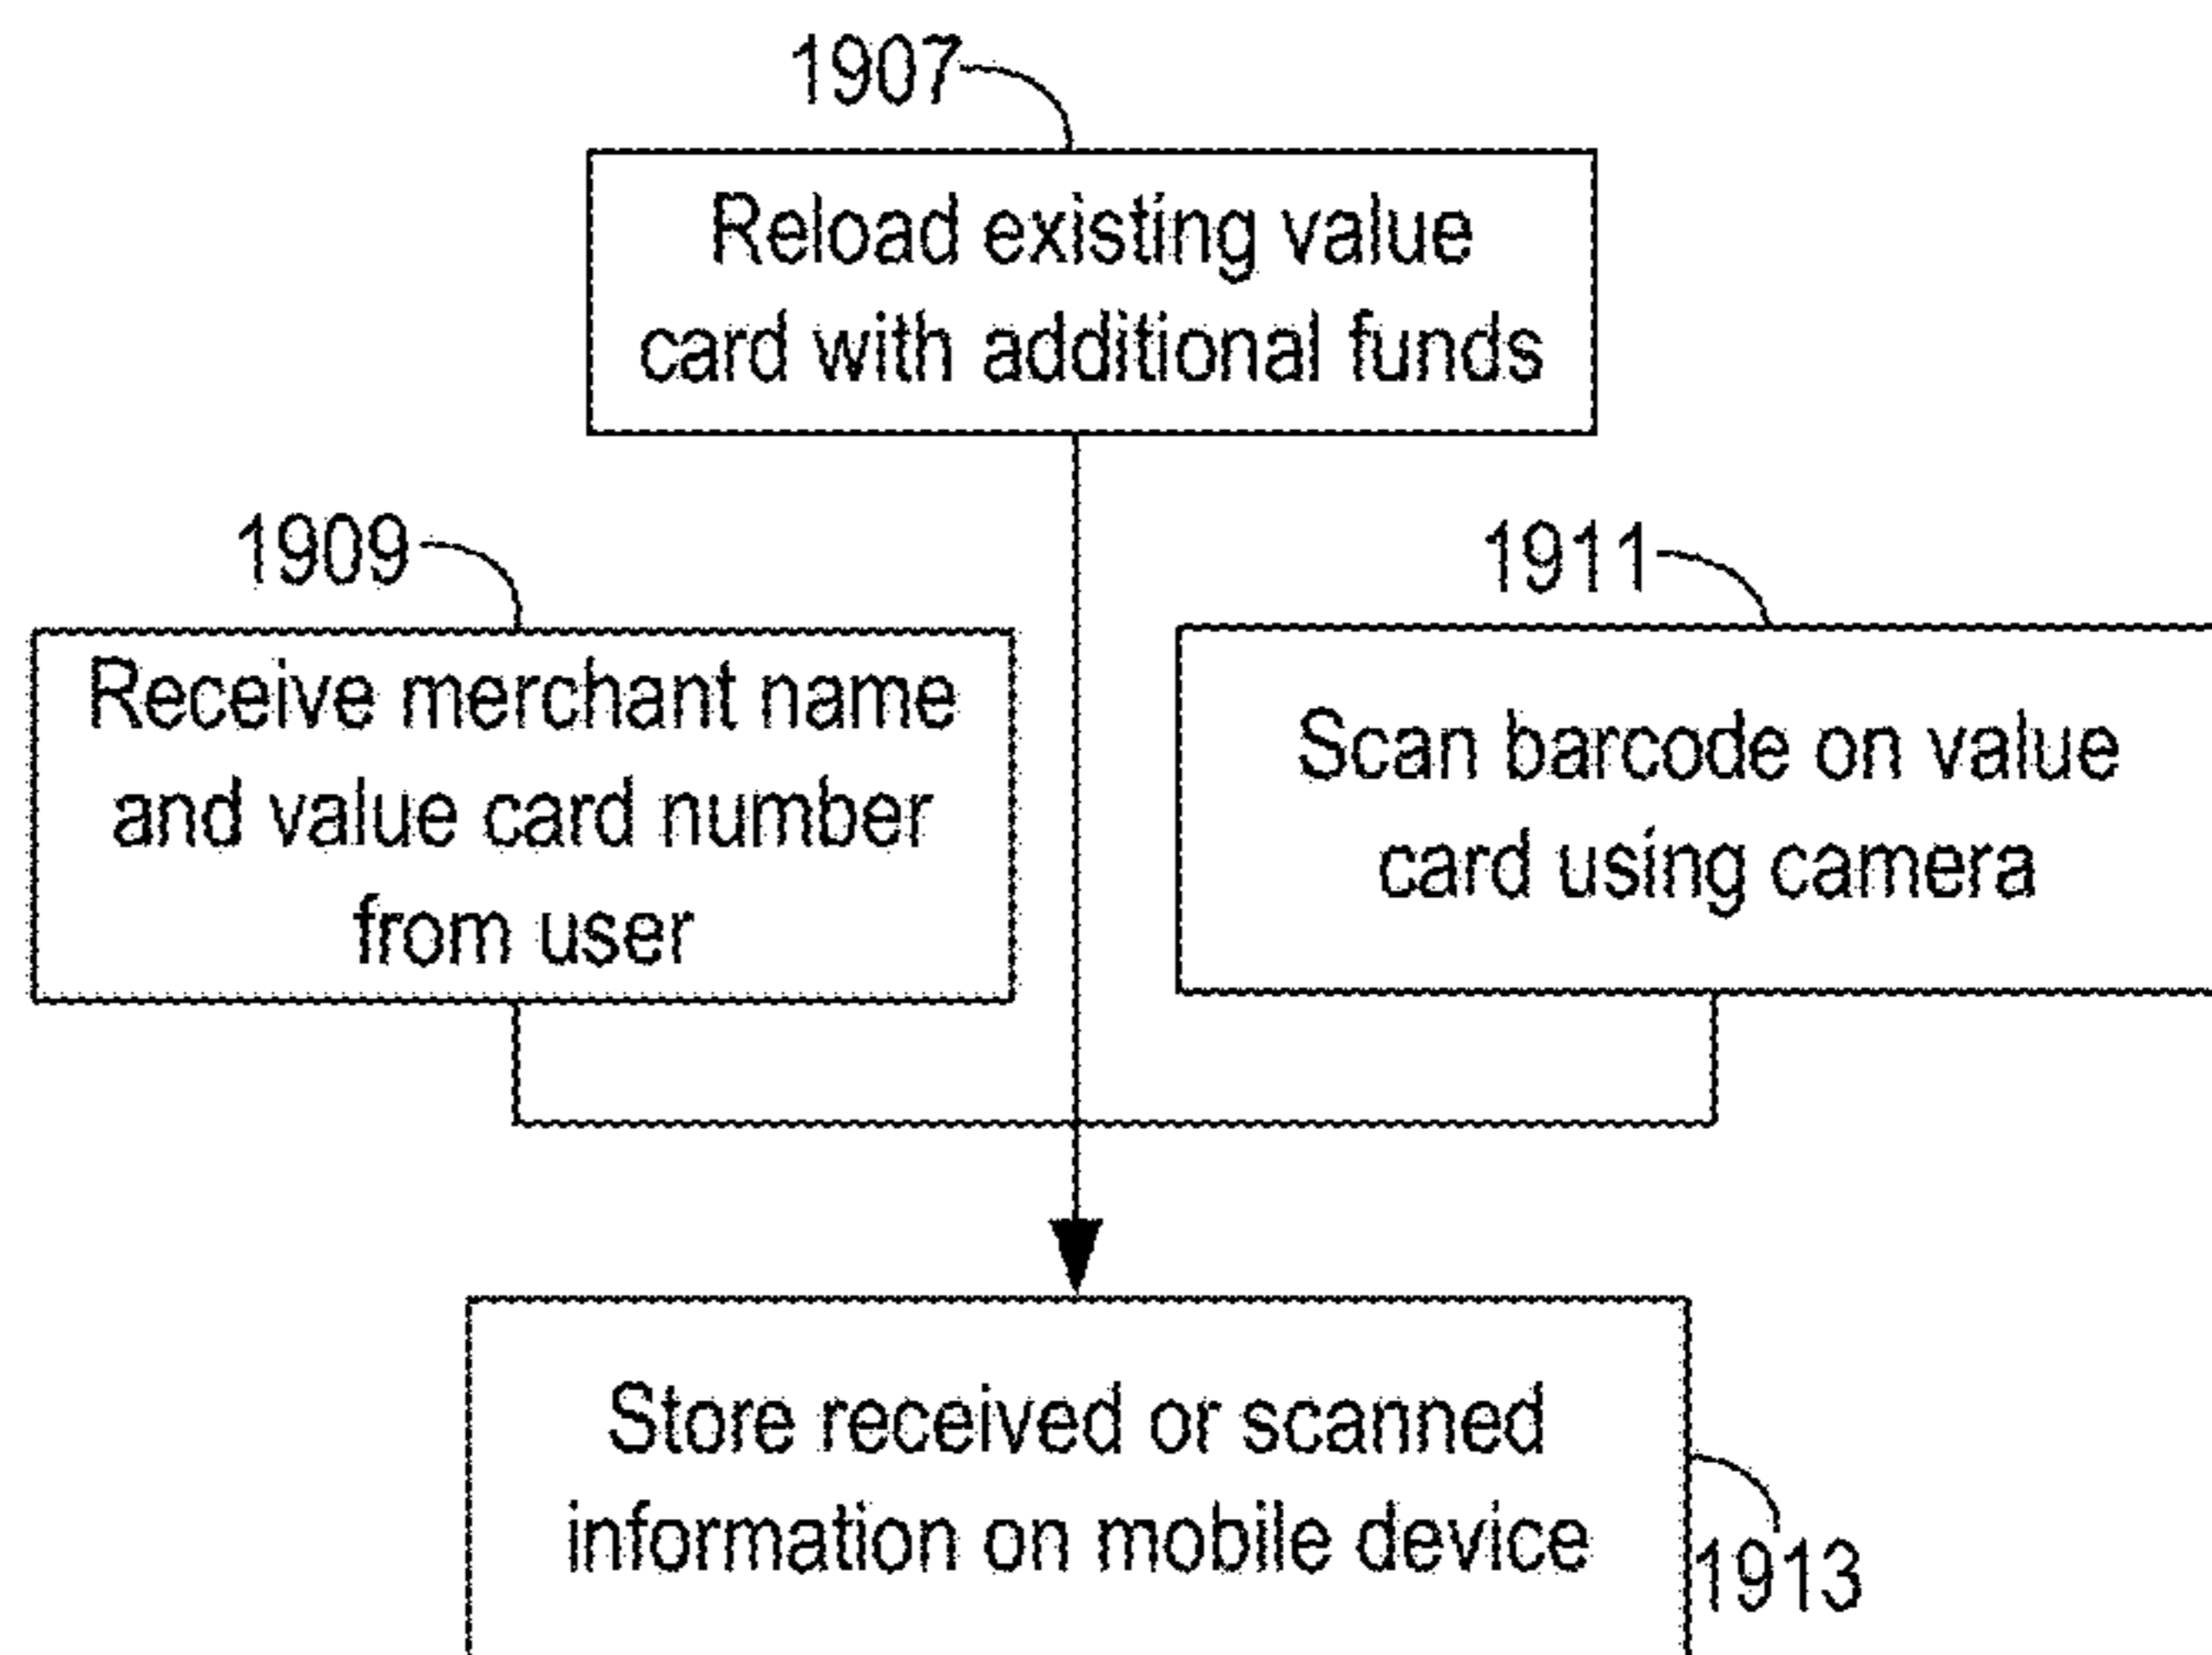 1907
Reload existing value
card with additional funds
1909
1911
Receive merchant name
and value card number
from user
Scan barcode on value
card using camera
Store received or scanned
information on mobile device
1913